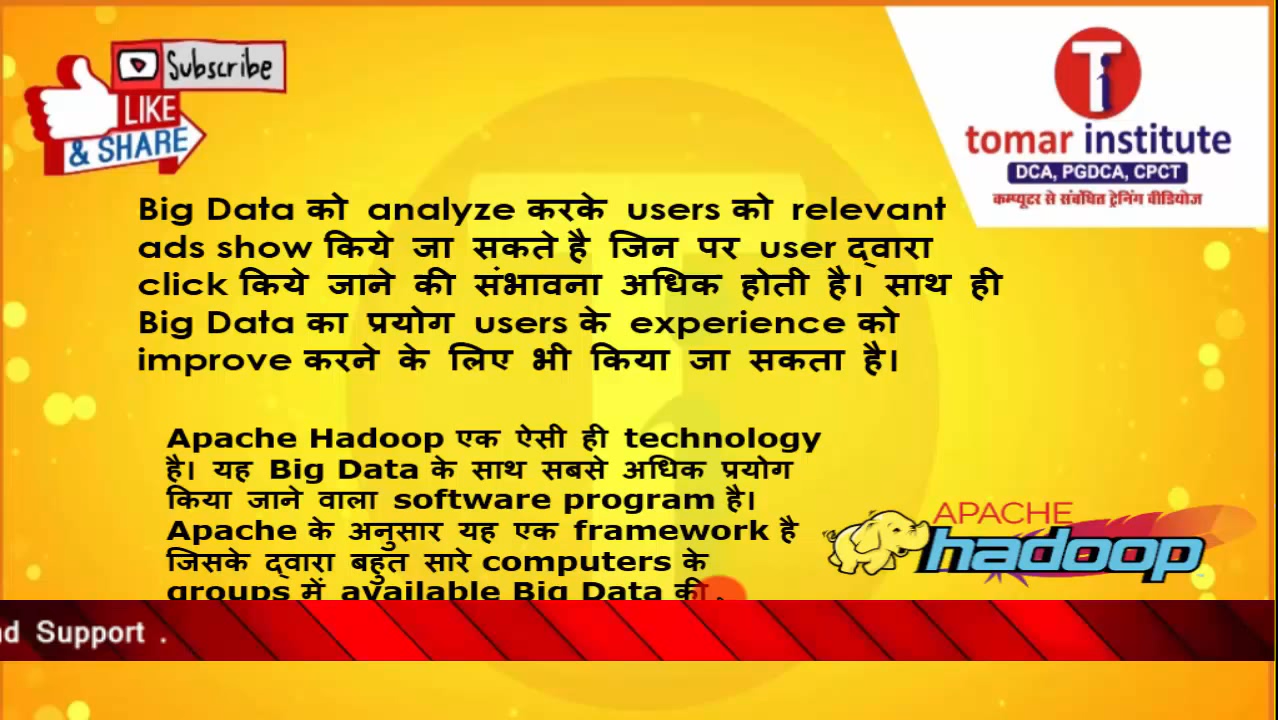 Subscribe
LIKE
& SHARE
T
tomar institute
DCA, PGDCA, CPCT
कम्प्यूटर से संबंधित ट्रेनिंग वीडियोज
Big Data को analyze करके users को relevant
ads show किये जा सकते है जिन पर user द्वारा
click किये जाने की संभावना अधिक होती है। साथ ही
Big Data का प्रयोग users के experience को
improve करने के लिए भी किया जा सकता है।
Apache Hadoop एक ऐसी ही technology
है। यह Big Data के साथ सबसे अधिक प्रयोग
किया जाने वाला software program है।
Apache के अनुसार यह एक framework है
जिसके द्वारा बहुत सारे computers के
groups में available Big Data की
APACHE
hadoop
Support .